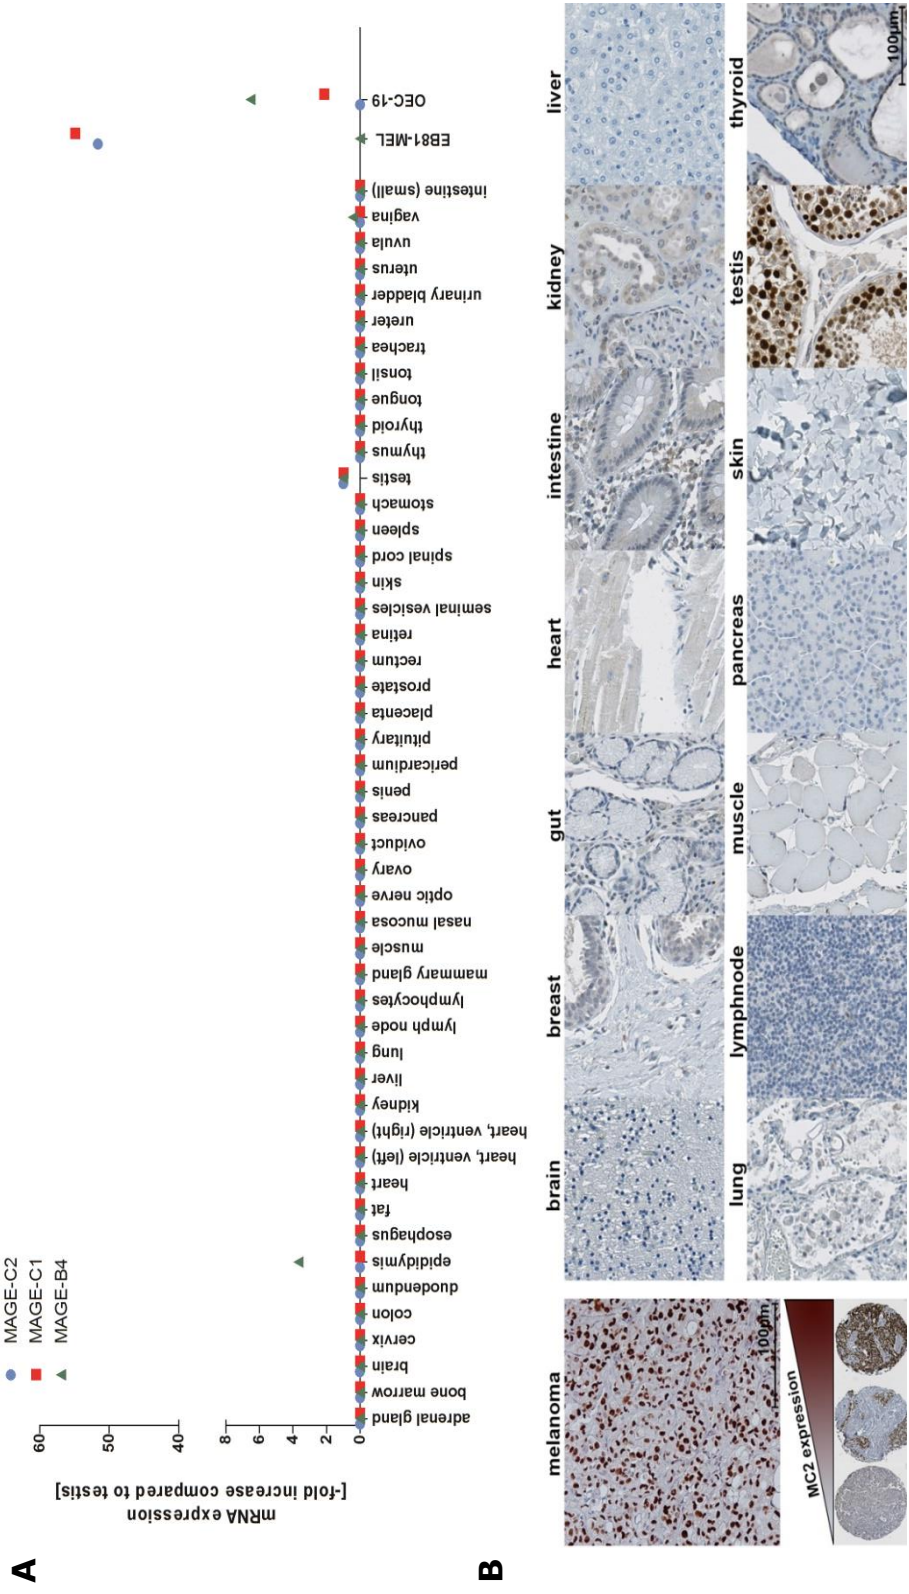 A
mRNA expression
[-fold increase compared to testis]
60
50
40
8
6
4
2
0
MAGE-C2
MAGE-C1
MAGE-B4
adrenal gland
bone marrow
brain
cervix
colon
duodendum
epididymis
esophagus
fat
heart
heart, ventricle (left)
heart, ventricle (right)
kidney
liver
lung
lymph node
lymphocytes
mammary gland
muscle
nasal mucosa
optic nerve
ovary
oviduct
pancreas
penis
pericardium
pituitary
placenta
prostate
rectum
retina
seminal vesicles
skin
spinal cord
spleen
stomach
testis
thymus
thyroid
tongue
tonsil
trachea
ureter
urinary bladder
uterus
uvula
vagina
intestine (small)
EB81-MEL
OEC-19
B
melanoma
100µm
MC2 expression
brain
breast
gut
heart
intestine
kidney
liver
lung
lymphnode
muscle
pancreas
skin
testis
thyroid
100µm